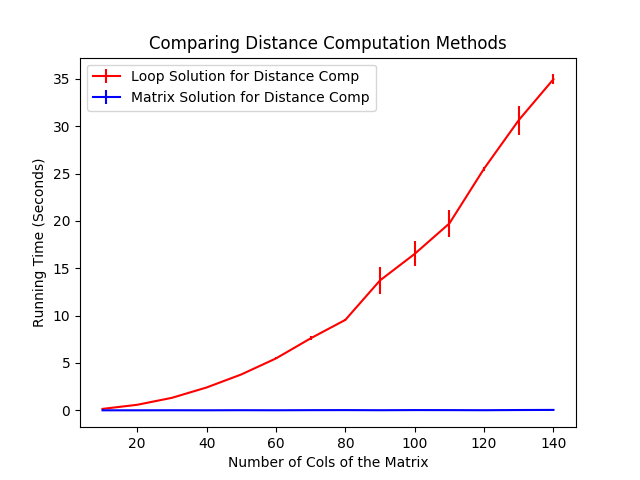 Comparing Distance Computation Methods
Loop Solution for Distance Comp
Matrix Solution for Distance Comp
Running Time (Seconds)
35
30
25
20
15
10
5
0
20 40 60 80 100 120 140
Number of Cols of the Matrix